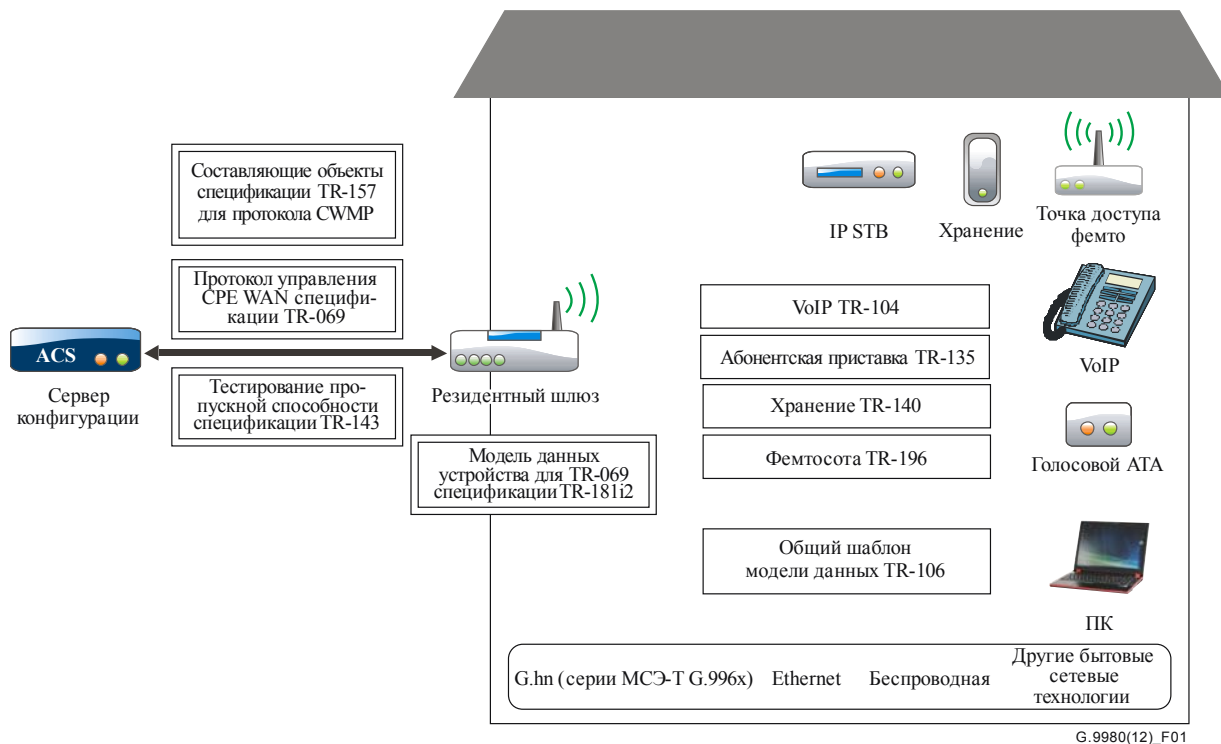 Составляющие объекты
спецификации TR-157
для протокола CWMP
Протокол управления
CPE WAN специфи-
кации TR-069
ACS
Сервер
конфигурации
Тестирование про-
пускной способности
спецификации TR-143
Резидентный шлюз
Модель данных
устройства для TR-069
спецификации TR-181i2
IP STB
Хранение
Точка доступа
фемто
VoIP TR-104
Абонентская приставка TR-135
Хранение TR-140
Фемтосота TR-196
VoIP
Голосовой ATA
Общий шаблон
модели данных TR-106
ПК
G.hn (серии МСЭ-Т G.996x)
Ethernet
Беспроводная
Другие бытовые
сетевые
технологии
G.9980(12)_F01